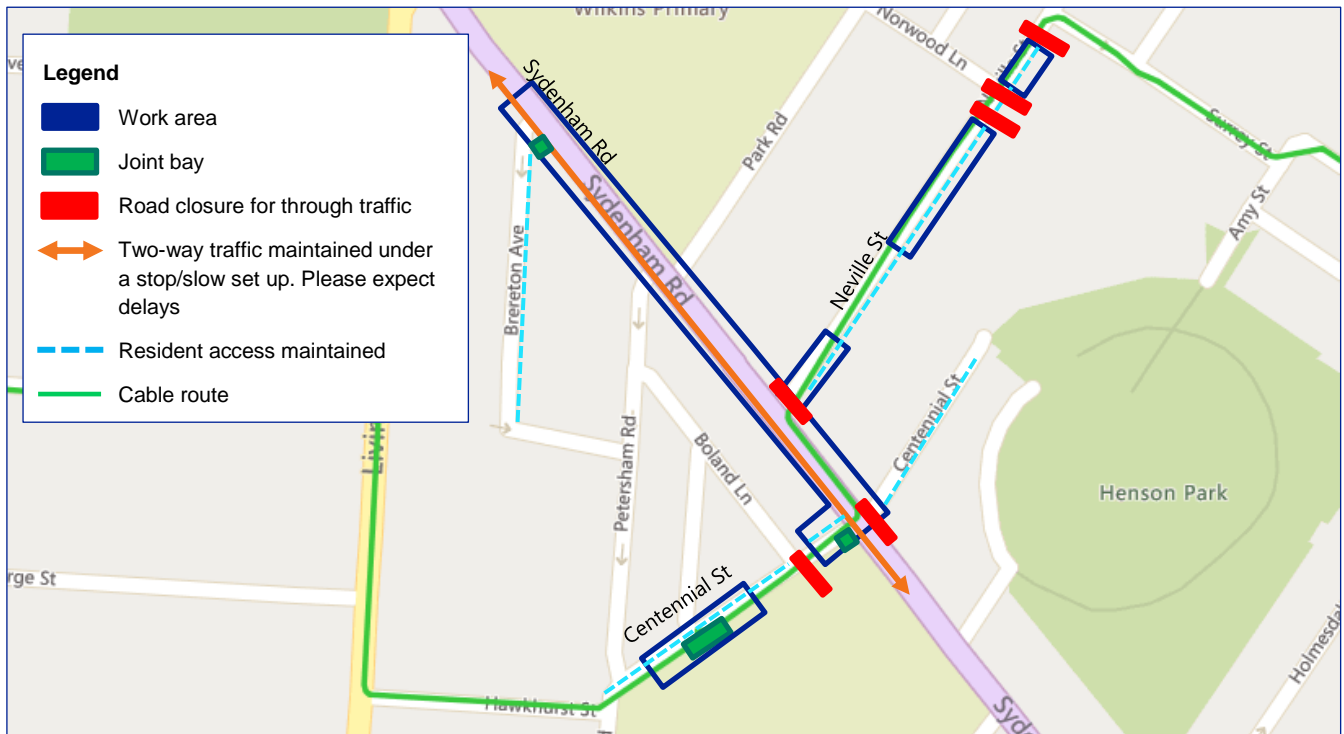 Wilkins Primary
Norwood Ln
Legend
Work area
Joint bay
Road closure for through traffic
Two-way traffic maintained under
a stop/slow set up. Please expect
delays
Resident access maintained
Cable route
Sydenham Rd
Sydenham Rd
Park Rd
Surrey St
Amy St
Neville St
Brereton Ave
Petersham Rd
Boland Ln
Centennial St
Henson Park
Centennial St
rge St
Hawkhurst St
Holmesdal
Syde